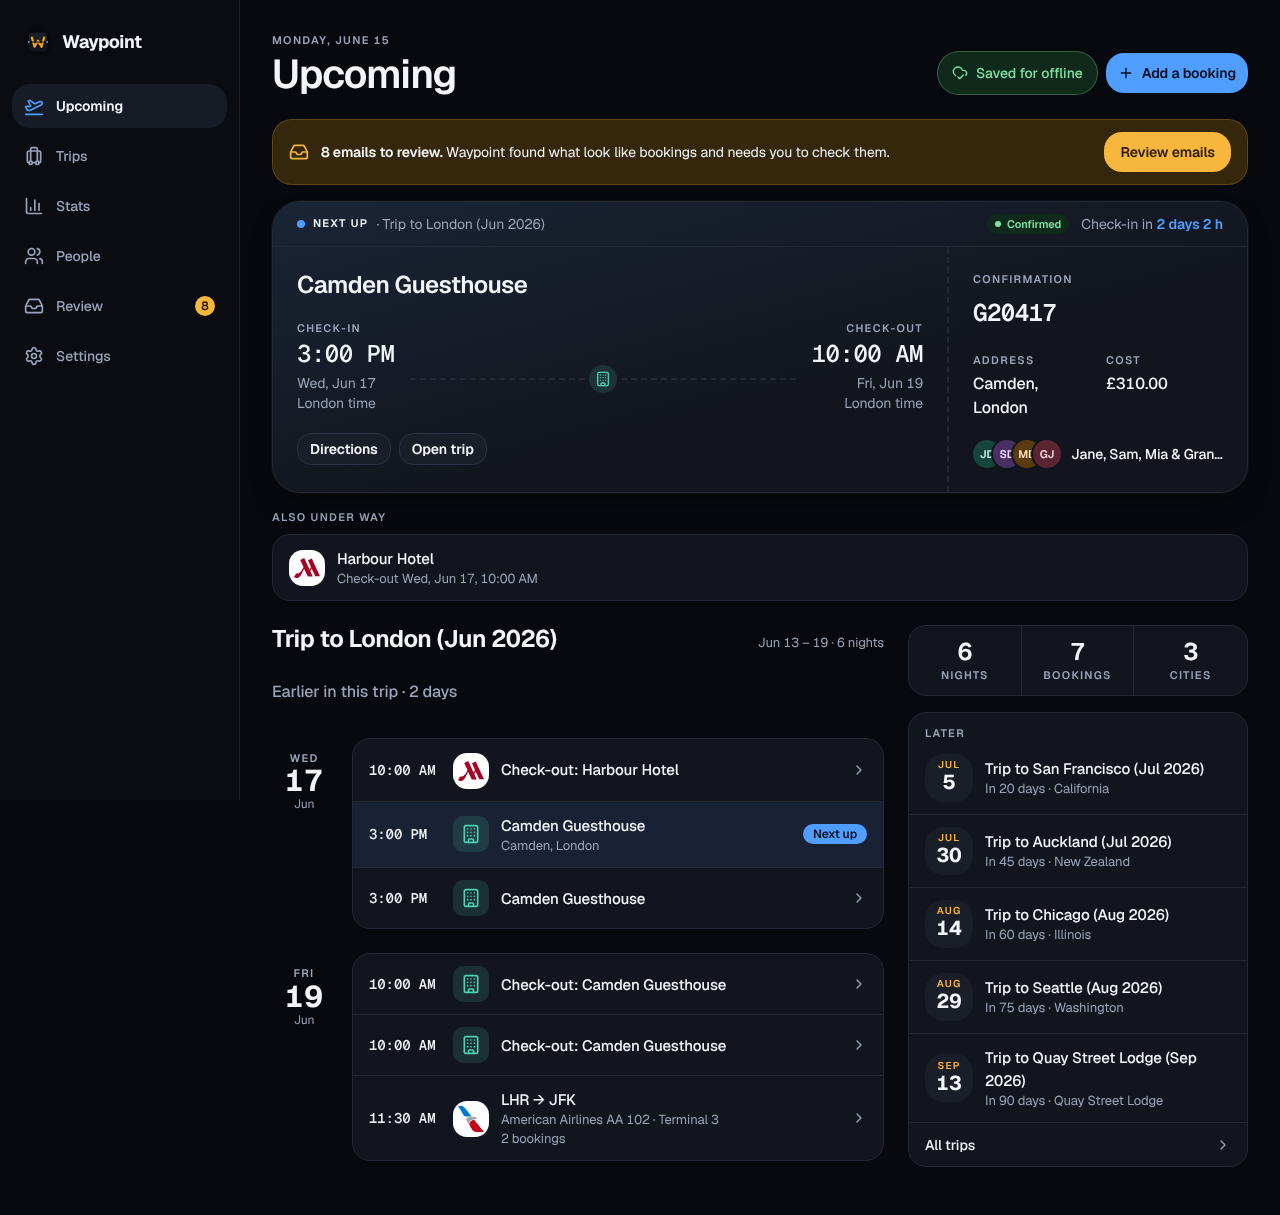 Waypoint
Upcoming
Trips
Stats
People
Review
8
Settings
MONDAY, JUNE 15
Upcoming
Saved for offline
Add a booking
8 emails to review. Waypoint found what look like bookings and needs you to check them.
Review emails
NEXT UP · Trip to London (Jun 2026)
Confirmed
Check-in in 2 days 2 h
Camden Guesthouse
CHECK-IN
3:00 PM
Wed, Jun 17
London time
CHECK-OUT
10:00 AM
Fri, Jun 19
London time
Directions
Open trip
CONFIRMATION
G20417
ADDRESS
Camden,
London
COST
£310.00
GJ
Jane, Sam, Mia & Gran...
ALSO UNDER WAY
Harbour Hotel
Check-out Wed, Jun 17, 10:00 AM
Trip to London (Jun 2026)
Jun 13 – 19 · 6 nights
Earlier in this trip · 2 days
WED
17
Jun
10:00 AM
Check-out: Harbour Hotel
3:00 PM
Camden Guesthouse
Camden, London
Next up
3:00 PM
Camden Guesthouse
FRI
19
Jun
10:00 AM
Check-out: Camden Guesthouse
10:00 AM
Check-out: Camden Guesthouse
11:30 AM
LHR → JFK
American Airlines AA 102 · Terminal 3
2 bookings
6
NIGHTS
7
BOOKINGS
3
CITIES
LATER
JUL
5
Trip to San Francisco (Jul 2026)
In 20 days · California
JUL
30
Trip to Auckland (Jul 2026)
In 45 days · New Zealand
AUG
14
Trip to Chicago (Aug 2026)
In 60 days · Illinois
AUG
29
Trip to Seattle (Aug 2026)
In 75 days · Washington
SEP
13
Trip to Quay Street Lodge (Sep
2026)
In 90 days · Quay Street Lodge
All trips